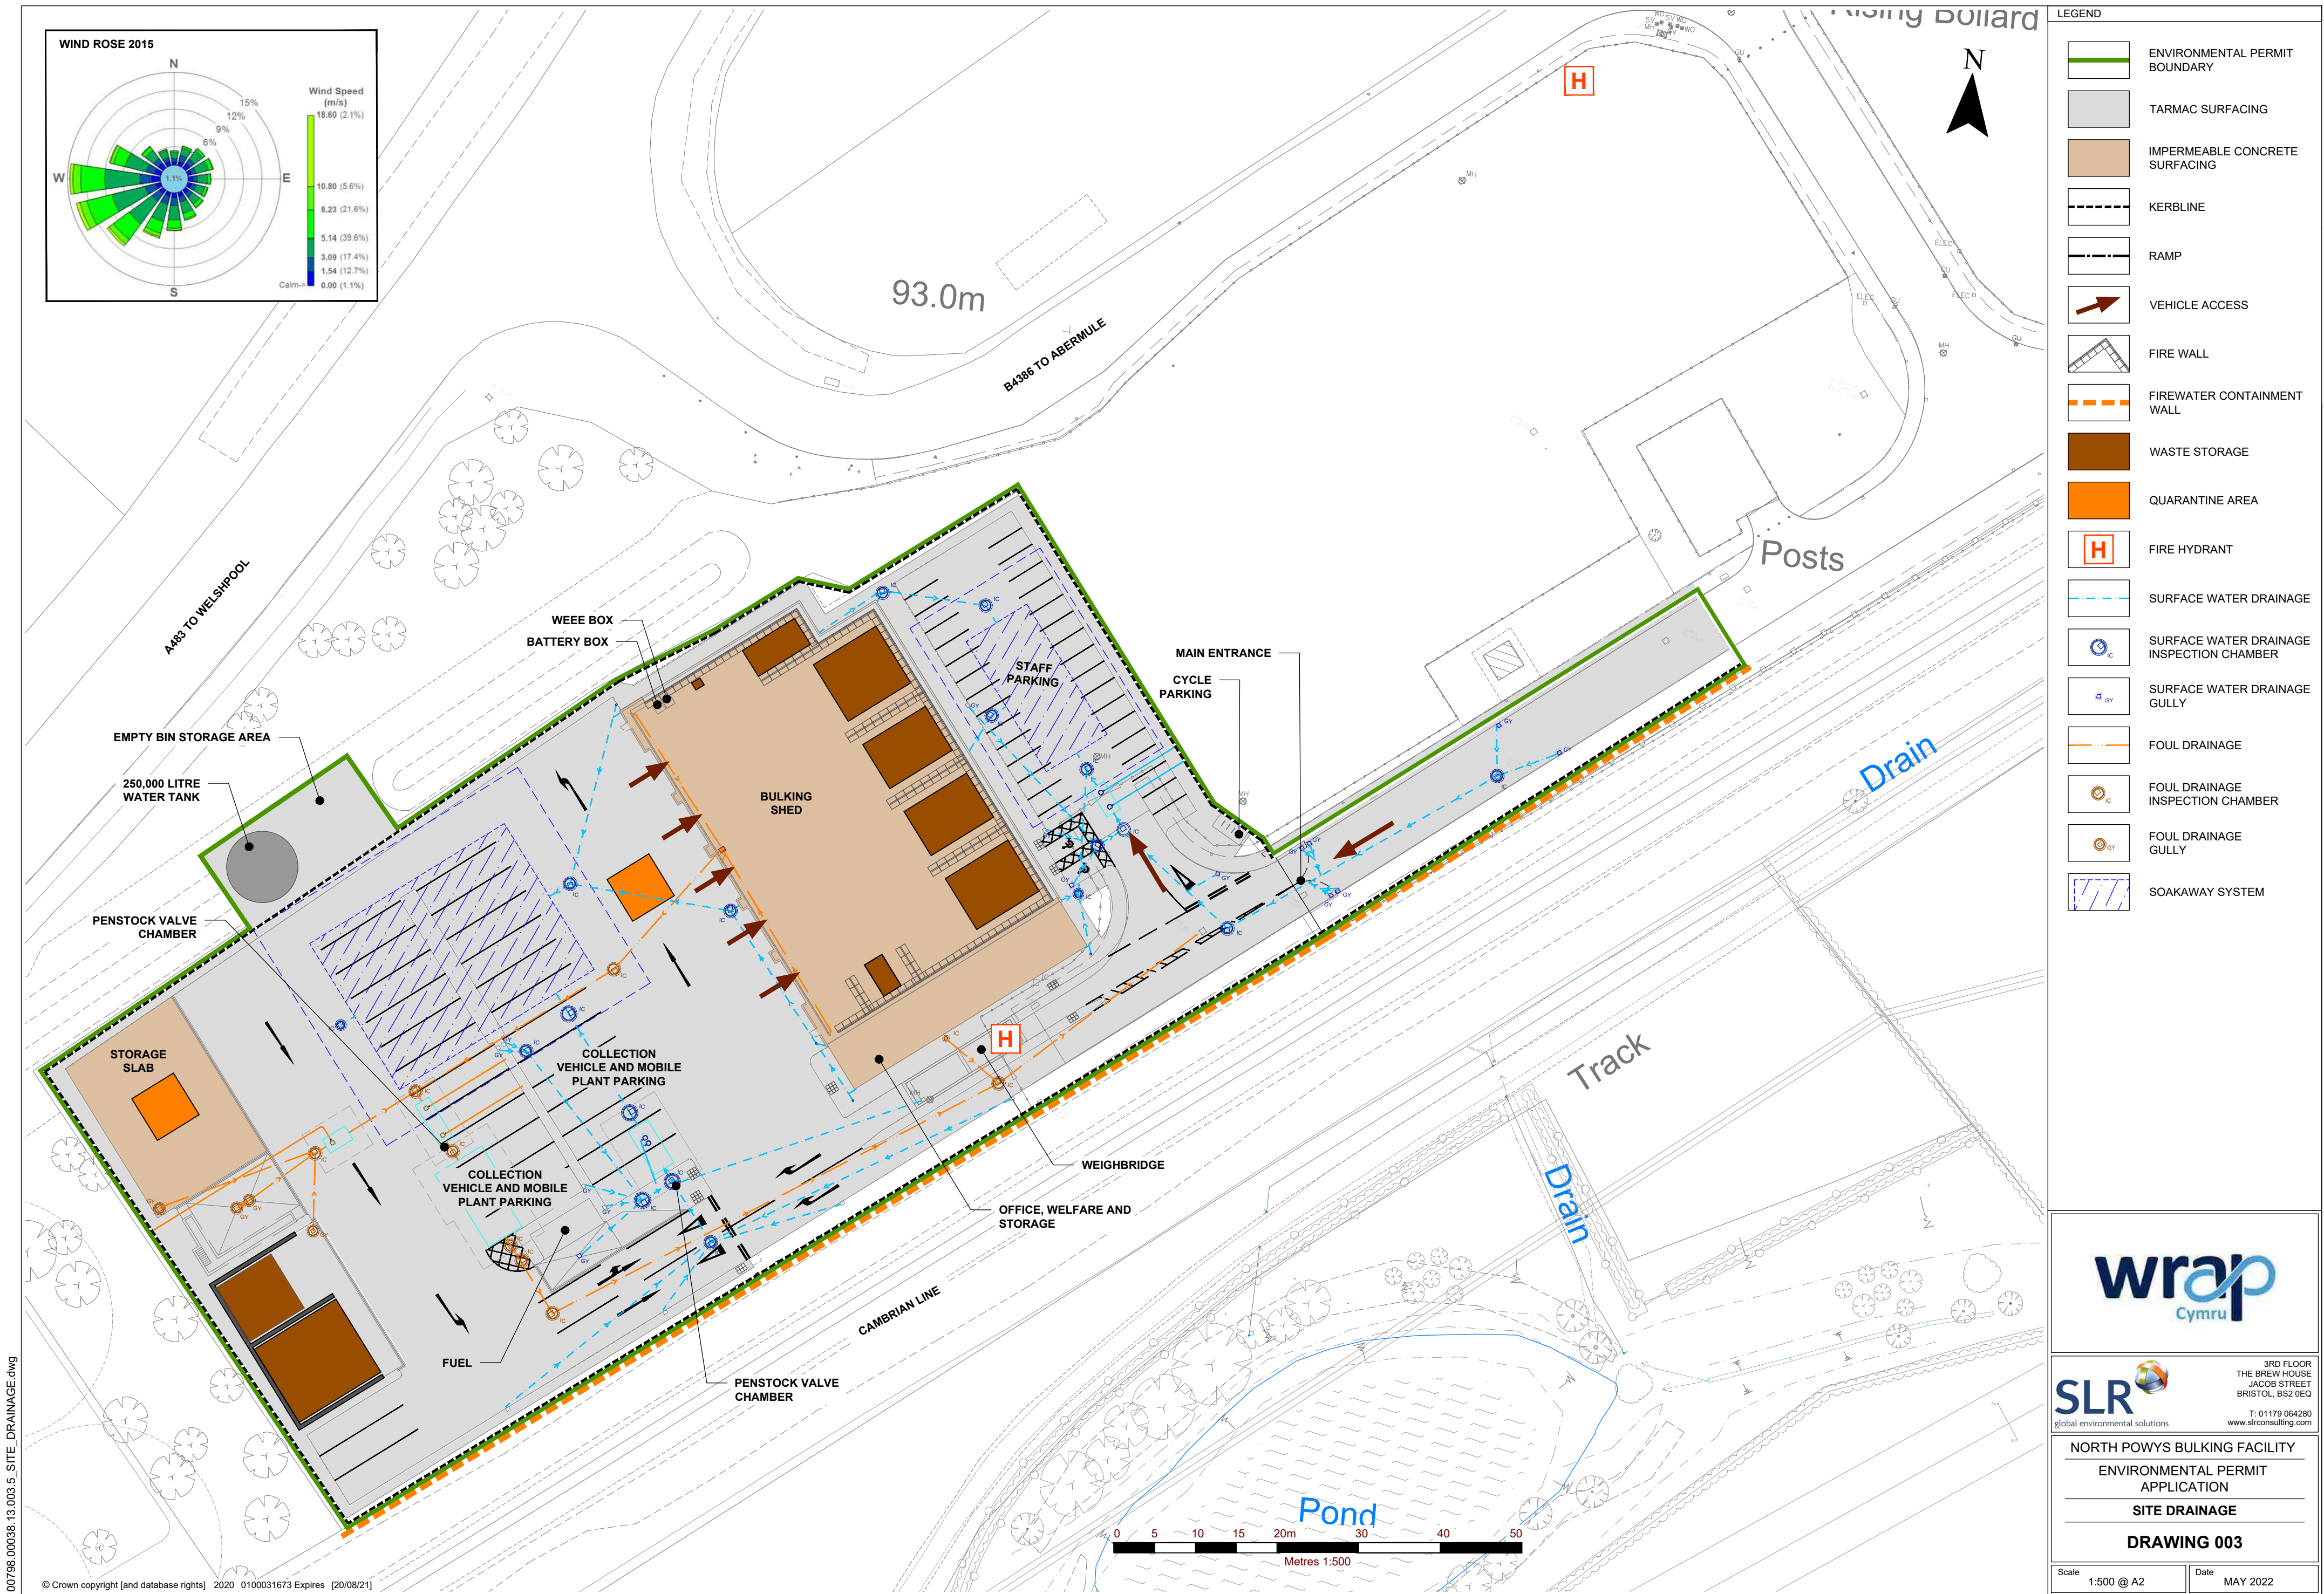 WIND ROSE 2015
N
15%
12%
9%
6%
W
1.1%
E
S
Wind Speed
(m/s)
18.60 (2.1%)
10.80 (5.6%)
8.23 (21.6%)
5.14 (39.6%)
3.09 (17.4%)
1.54 (12.7%)
Calm-> 0.00 (1.1%)
Rising Bollard
N
H
93.0m
B4386 TO ABERMULE
A483 TO WELSHPOOL
Posts
WEEE BOX
BATTERY BOX
MAIN ENTRANCE
CYCLE
PARKING
STAFF
PARKING
EMPTY BIN STORAGE AREA
250,000 LITRE
WATER TANK
BULKING
SHED
PENSTOCK VALVE
CHAMBER
STORAGE
SLAB
COLLECTION
VEHICLE AND MOBILE
PLANT PARKING
COLLECTION
VEHICLE AND MOBILE
PLANT PARKING
H
WEIGHBRIDGE
OFFICE, WELFARE AND
STORAGE
FUEL
PENSTOCK VALVE
CHAMBER
CAMBRIAN LINE
Drain
Track
Drain
Pond
0 5 10 15 20m 30 40 50
Metres 1:500
© Crown copyright [and database rights] 2020 0100031673 Expires [20/08/21]
00798.00038.13.003.5_SITE_DRAINAGE.dwg
LEGEND
ENVIRONMENTAL PERMIT
BOUNDARY
TARMAC SURFACING
IMPERMEABLE CONCRETE
SURFACING
KERBLINE
RAMP
VEHICLE ACCESS
FIRE WALL
FIREWATER CONTAINMENT
WALL
WASTE STORAGE
QUARANTINE AREA
H
FIRE HYDRANT
SURFACE WATER DRAINAGE
IC
SURFACE WATER DRAINAGE
INSPECTION CHAMBER
GY
SURFACE WATER DRAINAGE
GULLY
FOUL DRAINAGE
IC
FOUL DRAINAGE
INSPECTION CHAMBER
GY
FOUL DRAINAGE
GULLY
SOAKAWAY SYSTEM
wrap
Cymru
SLR
global environmental solutions
3RD FLOOR
THE BREW HOUSE
JACOB STREET
BRISTOL, BS2 0EQ
T: 01179 064280
www.slrconsulting.com
NORTH POWYS BULKING FACILITY
ENVIRONMENTAL PERMIT
APPLICATION
SITE DRAINAGE
DRAWING 003
Scale
1:500 @ A2
Date
MAY 2022